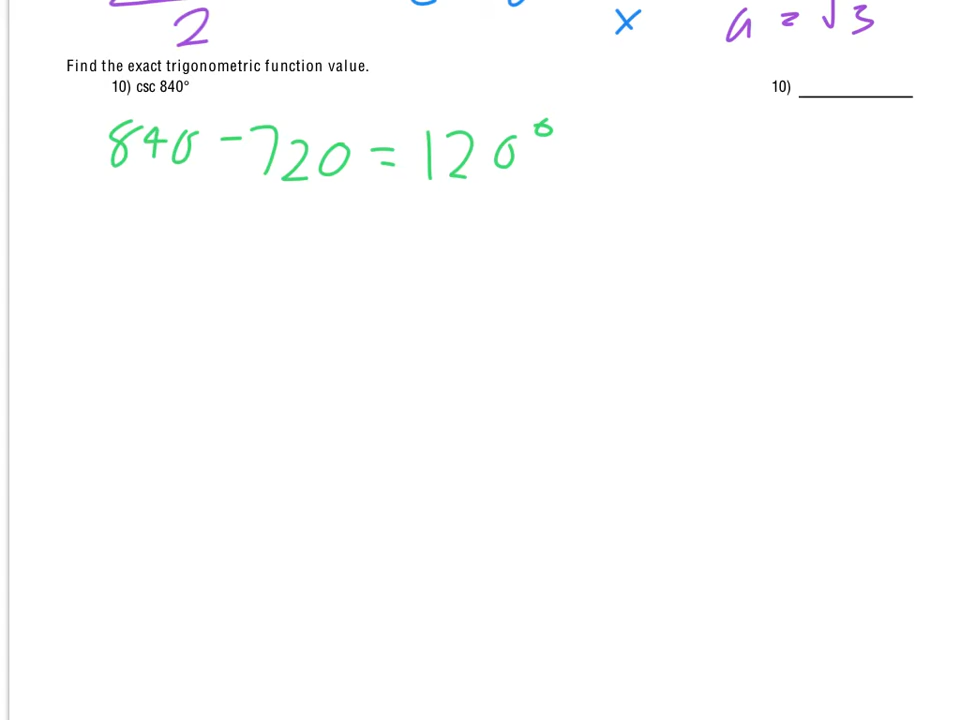 2
x a = √3
Find the exact trigonometric function value.
10) csc 840°
10)
840 - 720 = 120°